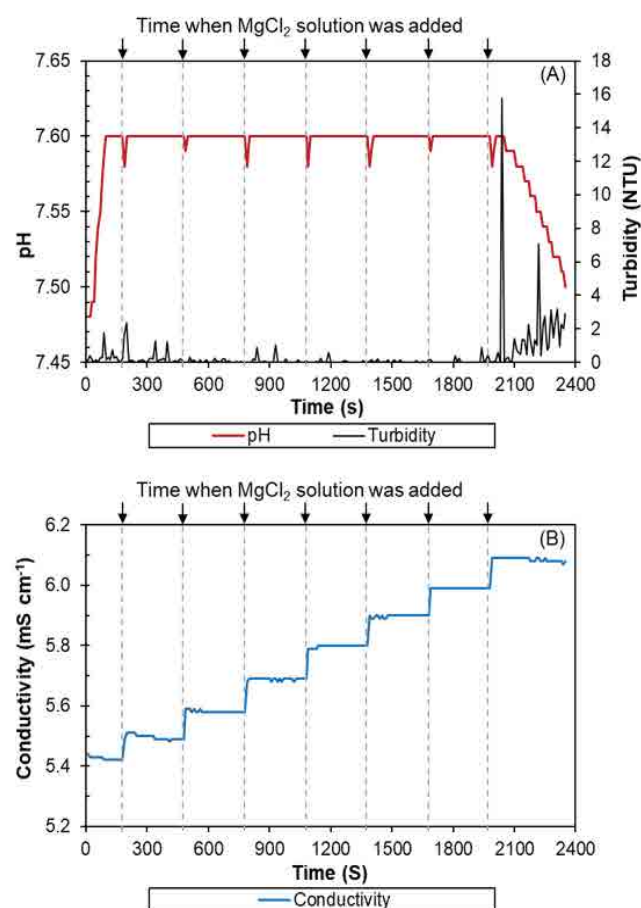 Time when MgCl₂ solution was added
(A)
7.65
7.60
7.55
7.50
7.45
pH
18
16
14
12
10
8
6
4
2
0
Turbidity (NTU)
0 300 600 900 1200 1500 1800 2100 2400
Time (s)
pH Turbidity
Time when MgCl₂ solution was added
(B)
6.2
6.0
5.8
5.6
5.4
5.2
Conductivity (mS cm⁻¹)
0 300 600 900 1200 1500 1800 2100 2400
Time (S)
Conductivity